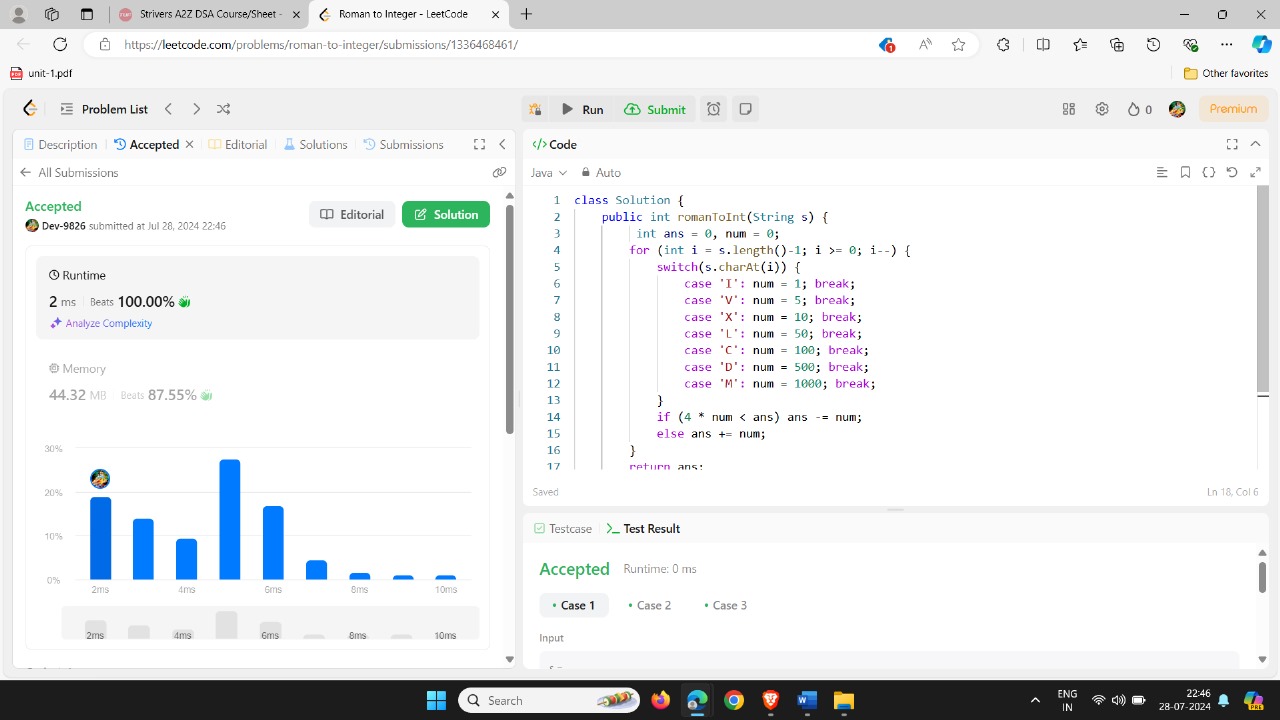 Strivers A2Z DSA Course/Sheet -
Roman to Integer - LeetCode
https://leetcode.com/problems/roman-to-integer/submissions/1336468461/
1
unit-1.pdf
Other favorites
Problem List
Run
Submit
0
Premium
Description
Accepted
Editorial
Solutions
Submissions
All Submissions
Accepted
Dev-9826 submitted at Jul 28, 2024 22:46
Editorial
Solution
Runtime
2 ms Beats 100.00%
Analyze Complexity
Memory
44.32 MB Beats 87.55%
30%
20%
10%
0%
2ms 4ms 6ms 8ms 10ms
2ms 4ms 6ms 8ms 10ms
</> Code
Java Auto
1 class Solution {
2 public int romanToInt(String s) {
3 int ans = 0, num = 0;
4 for (int i = s.length()-1; i >= 0; i--) {
5 switch(s.charAt(i)) {
6 case 'I': num = 1; break;
7 case 'V': num = 5; break;
8 case 'X': num = 10; break;
9 case 'L': num = 50; break;
10 case 'C': num = 100; break;
11 case 'D': num = 500; break;
12 case 'M': num = 1000; break;
13 }
14 if (4 * num < ans) ans -= num;
15 else ans += num;
16 }
17 return ans;
Saved
Ln 18, Col 6
Testcase
Test Result
Accepted Runtime: 0 ms
Case 1 Case 2 Case 3
Input
Search
ENG
IN
22:46
28-07-2024